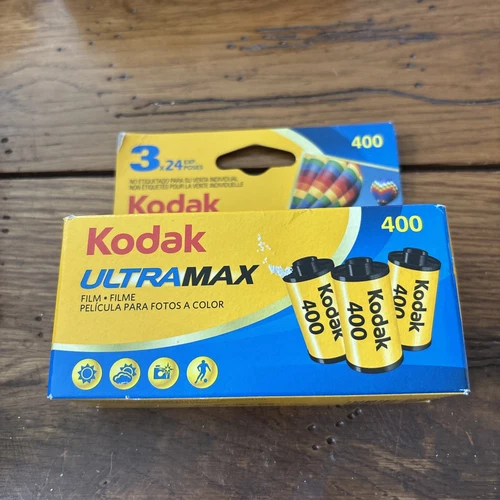 3 x 24 EXP. POSES
400
NO ETIQUETADO PARA SU VENTA INDIVIDUAL
NON ÉTIQUETÉS POUR LA VENTE INDIVIDUELLE
Kodak
Kodak
400
ULTRAMAX
FILM • FILME
PELÍCULA PARA FOTOS A COLOR
Kodak
400
Kodak
400
Kodak
400